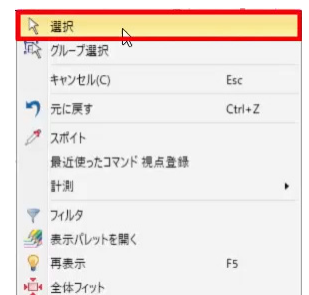 選択
グループ選択
キャンセル(C) Esc
元に戻す Ctrl+Z
スポイト
最近使ったコマンド 視点登録
計測
フィルタ
表示パレットを開く
再表示 F5
全体フィット